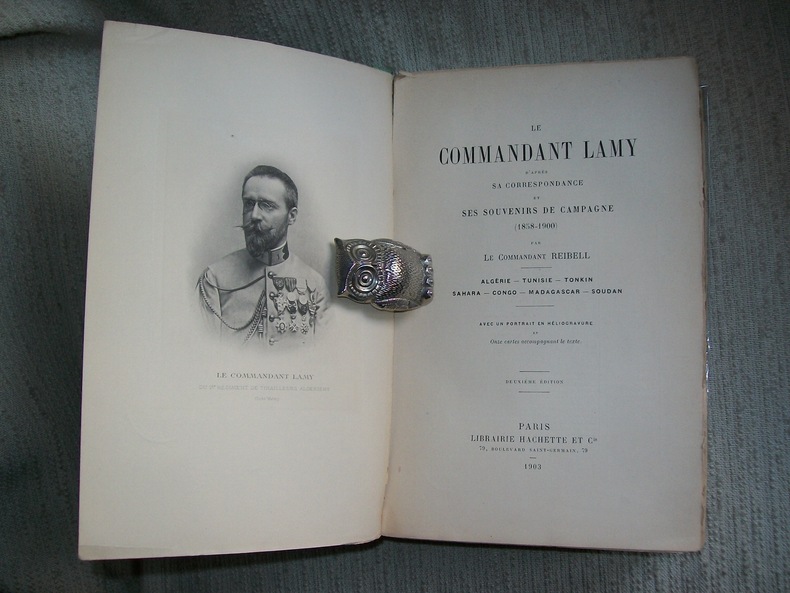 LE COMMANDANT LAMY
LE
COMMANDANT LAMY
D'APRÈS
SA CORRESPONDANCE
ET
SES SOUVENIRS DE CAMPAGNE
(1858-1900)
PAR
LE COMMANDANT REIBELL
ALGÉRIE — TUNISIE — TONKIN
SAHARA — CONGO — MADAGASCAR — SOUDAN
AVEC UN PORTRAIT EN HÉLIOGRAVURE
ET
Onze cartes accompagnant le texte.
DEUXIÈME ÉDITION
PARIS
LIBRAIRIE HACHETTE ET Cie
79, BOULEVARD SAINT-GERMAIN, 79
1903